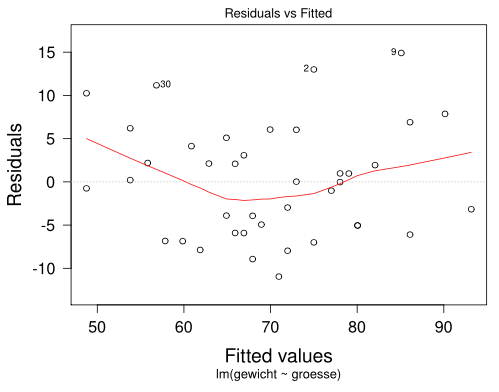 Residuals vs Fitted
Residuals
15
10
5
0
-5
-10
9
2
30
50 60 70 80 90
Fitted values
lm(gewicht ~ groesse)